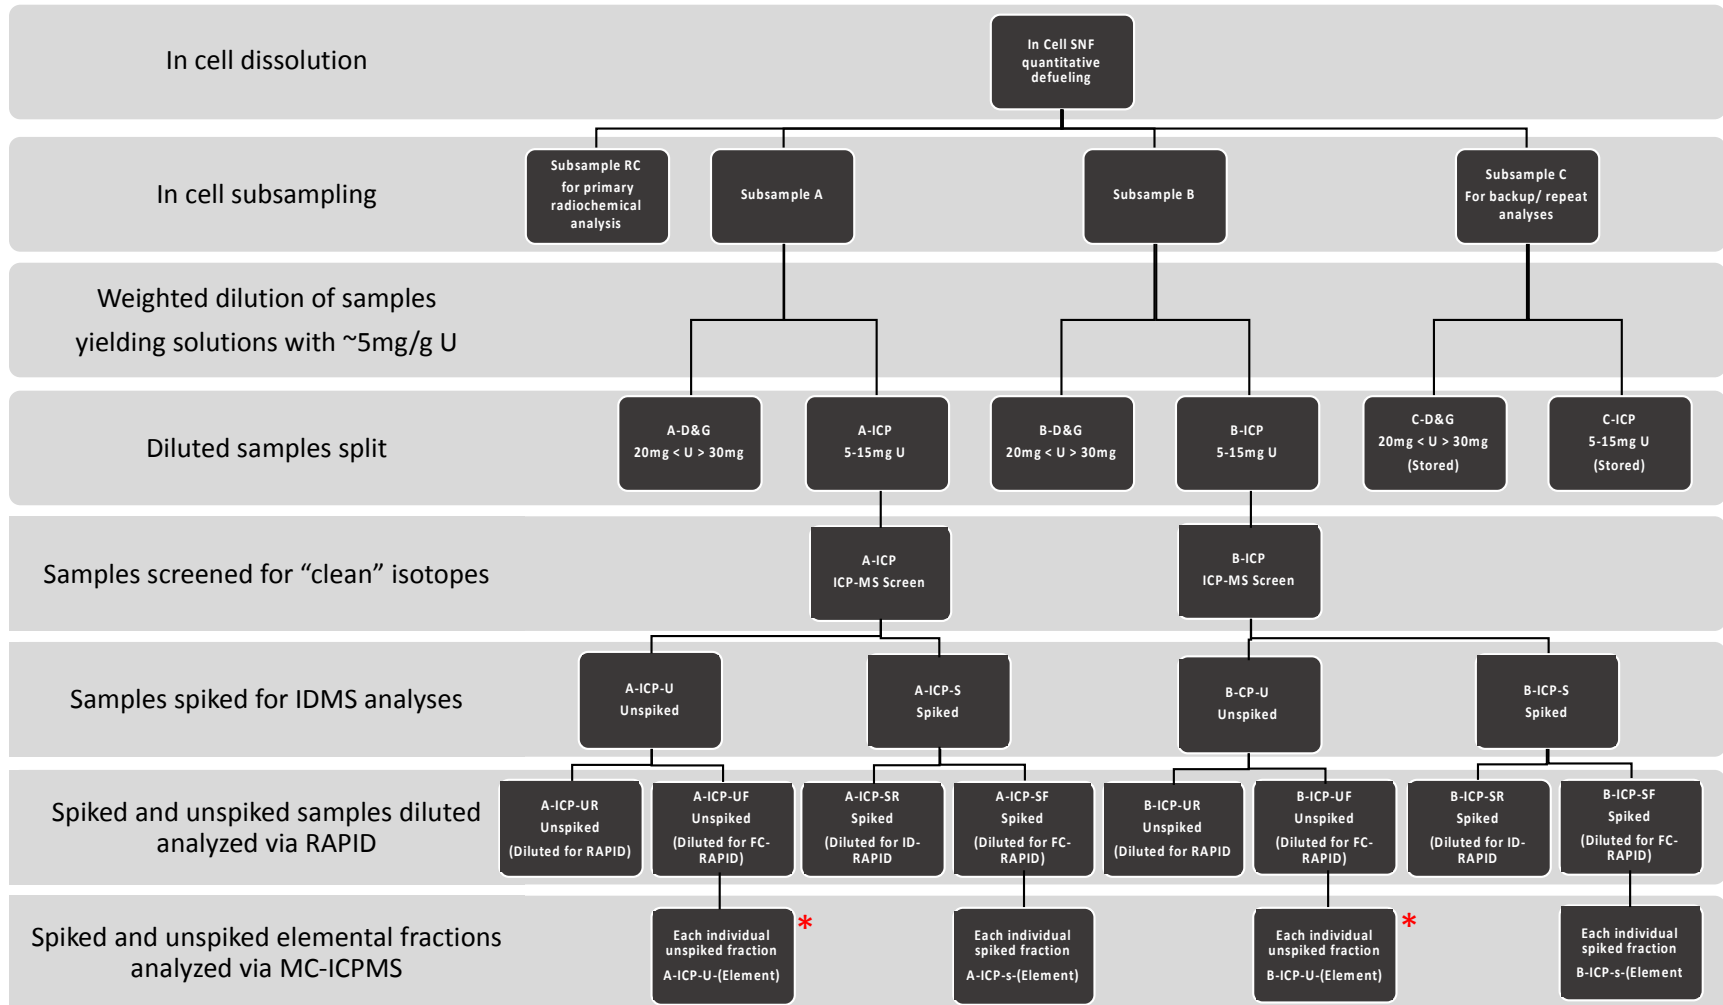 In cell dissolution
In Cell SNF
quantitative
defueling
In cell subsampling
Subsample RC
for primary
radiochemical
analysis
Subsample A
Subsample B
Subsample C
For backup/ repeat
analyses
Weighted dilution of samples
yielding solutions with ~5mg/g U
Diluted samples split
A-D&G
20mg < U > 30mg
A-ICP
5-15mg U
B-D&G
20mg < U > 30mg
B-ICP
5-15mg U
C-D&G
20mg < U > 30mg
(Stored)
C-ICP
5-15mg U
(Stored)
Samples screened for “clean” isotopes
A-ICP
ICP-MS Screen
B-ICP
ICP-MS Screen
Samples spiked for IDMS analyses
A-ICP-U
Unspiked
A-ICP-S
Spiked
B-CP-U
Unspiked
B-ICP-S
Spiked
Spiked and unspiked samples diluted
analyzed via RAPID
A-ICP-UR
Unspiked
(Diluted for RAPID)
A-ICP-UF
Unspiked
(Diluted for FC-
RAPID)
A-ICP-SR
Spiked
(Diluted for ID-
RAPID
A-ICP-SF
Spiked
(Diluted for FC-
RAPID)
B-ICP-UR
Unspiked
(Diluted for RAPID
B-ICP-UF
Unspiked
(Diluted for FC-
RAPID)
B-ICP-SR
Spiked
(Diluted for ID-
RAPID
B-ICP-SF
Spiked
(Diluted for FC-
RAPID)
Spiked and unspiked elemental fractions
analyzed via MC-ICPMS
Each individual
unspiked fraction
A-ICP-U-(Element)
*
Each individual
spiked fraction
A-ICP-s-(Element)
Each individual
unspiked fraction
B-ICP-U-(Element)
*
Each individual
spiked fraction
B-ICP-s-(Element